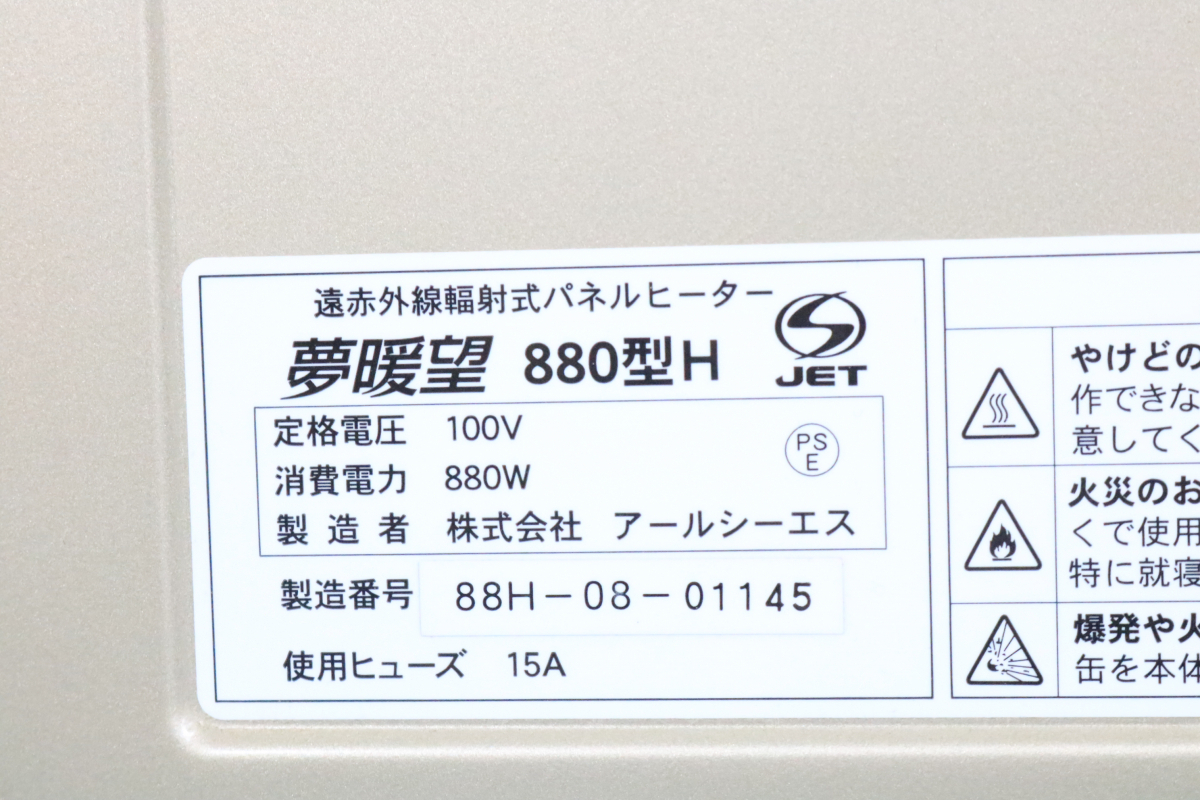 遠赤外線輻射式パネルヒーター
夢暖望 880型H
JET
定格電圧 100V
消費電力 880W
PS
E
製造者 株式会社 アールシーエス
製造番号 88H-08-01145
使用ヒューズ 15A
やけどの
作できな
意してく
火災のお
くで使用
特に就寝
爆発や火
缶を本体